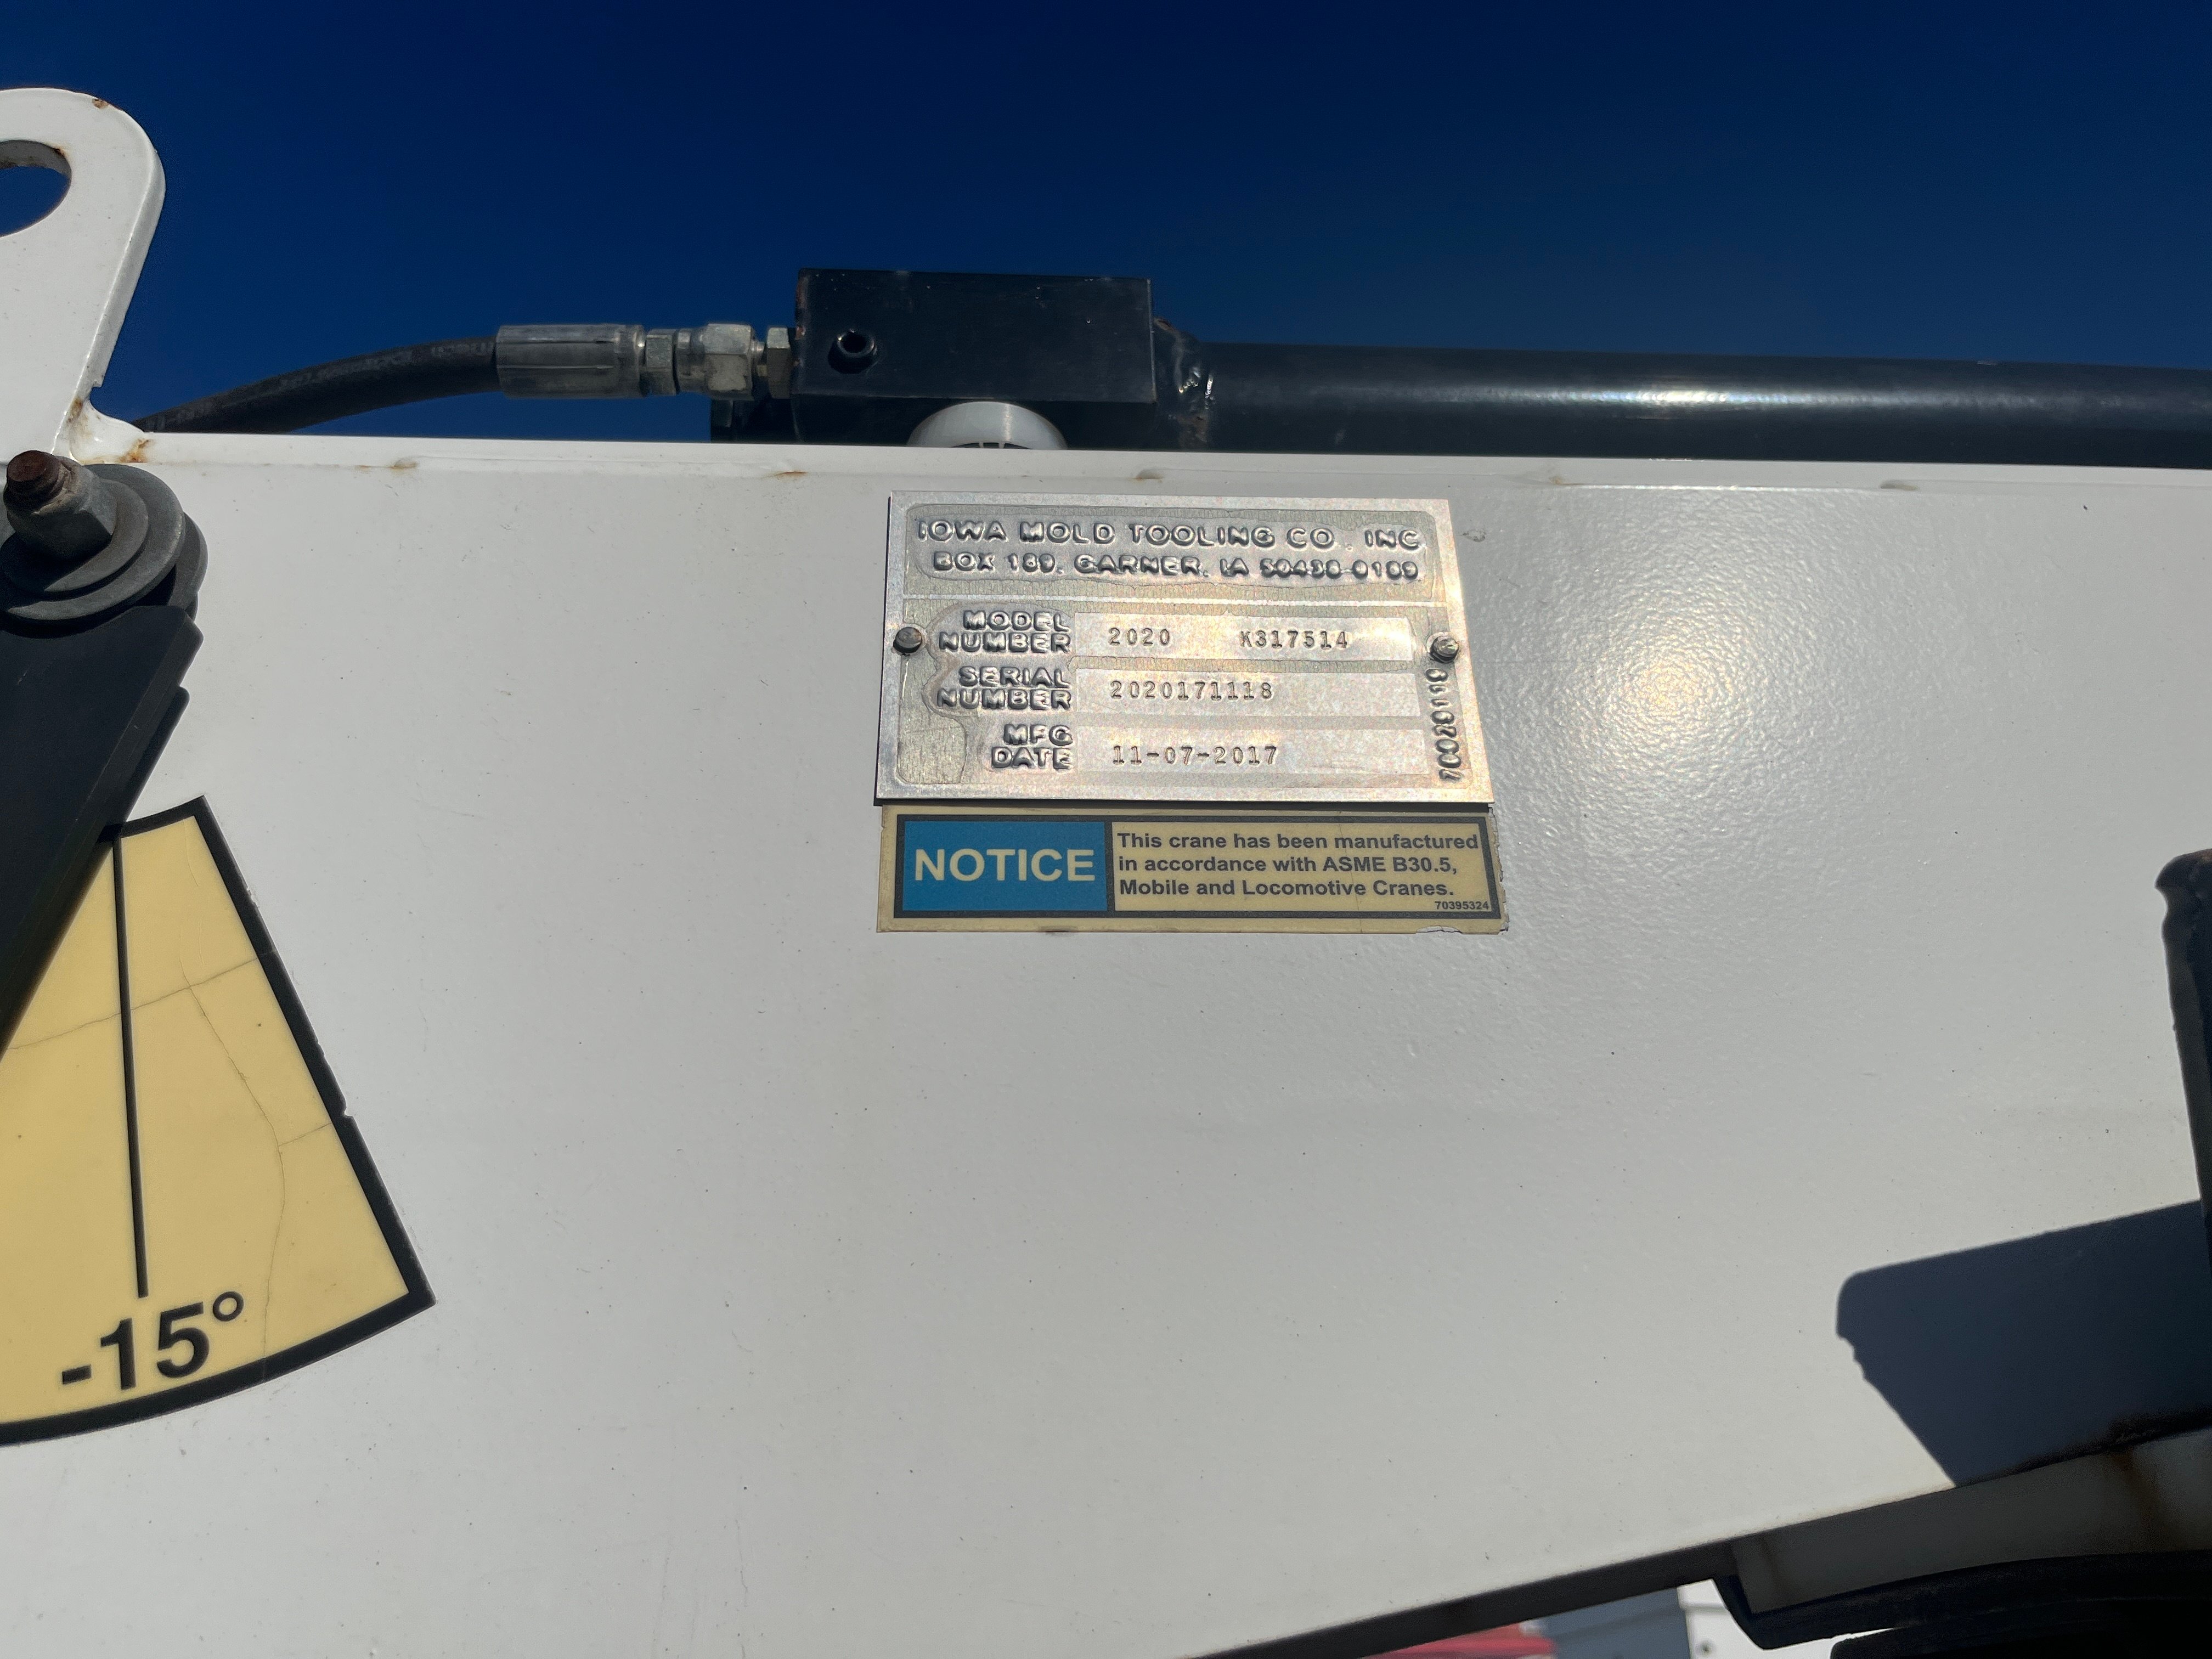 IOWA MOLD TOOLING CO., INC.
BOX 189, GARNER, IA 50438-0189
MODEL
NUMBER 2020 K317514
SERIAL
NUMBER 2020171118
MFG
DATE 11-07-2017
NOTICE
This crane has been manufactured
in accordance with ASME B30.5,
Mobile and Locomotive Cranes.
70395324
-15°